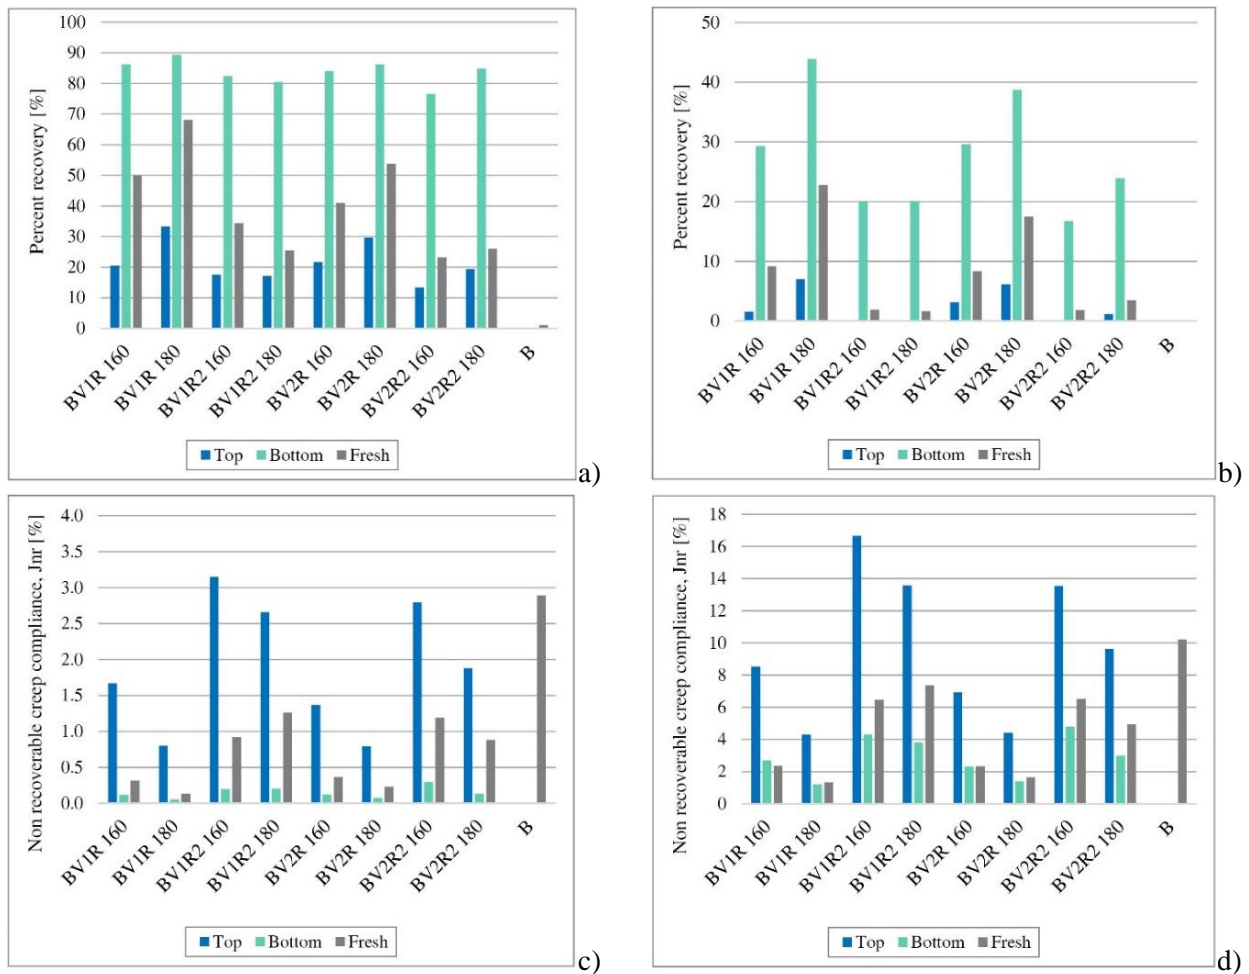 Percent recovery [%]
100
90
80
70
60
50
40
30
20
10
0
BV1R 160
BV1R 180
BV1R2 160
BV1R2 180
BV2R 160
BV2R 180
BV2R2 160
BV2R2 180
B
Top Bottom Fresh
a)
Percent recovery [%]
50
40
30
20
10
0
BV1R 160
BV1R 180
BV1R2 160
BV1R2 180
BV2R 160
BV2R 180
BV2R2 160
BV2R2 180
B
Top Bottom Fresh
b)
Non recoverable creep compliance, Jnr [%]
4.0
3.5
3.0
2.5
2.0
1.5
1.0
0.5
0.0
BV1R 160
BV1R 180
BV1R2 160
BV1R2 180
BV2R 160
BV2R 180
BV2R2 160
BV2R2 180
B
Top Bottom Fresh
c)
Non recoverable creep compliance, Jnr [%]
18
16
14
12
10
8
6
4
2
0
BV1R 160
BV1R 180
BV1R2 160
BV1R2 180
BV2R 160
BV2R 180
BV2R2 160
BV2R2 180
B
Top Bottom Fresh
d)